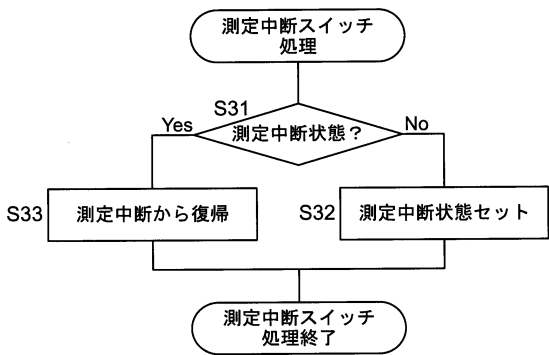 測定中断スイッチ
処理
S31
測定中断状態？
Yes
No
S33
測定中断から復帰
S32
測定中断状態セット
測定中断スイッチ
処理終了